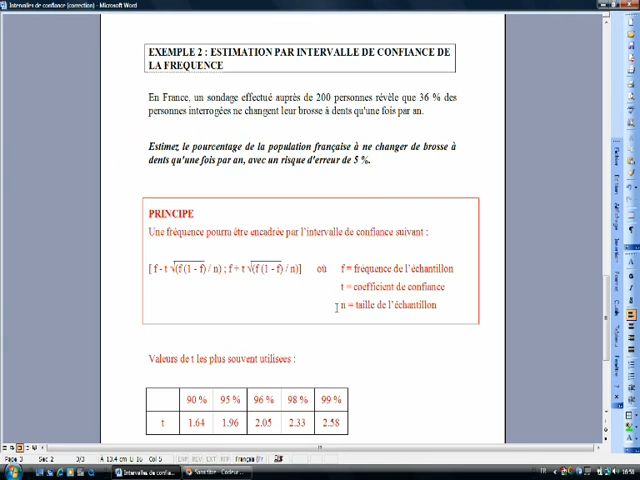 Intervalles de confiance (correction) - Microsoft Word
EXEMPLE 2 : ESTIMATION PAR INTERVALLE DE CONFIANCE DE
LA FREQUENCE
En France, un sondage effectué auprès de 200 personnes révèle que 36 % des
personnes interrogées ne changent leur brosse à dents qu'une fois par an.
Estimez le pourcentage de la population française à ne changer de brosse à
dents qu'une fois par an, avec un risque d'erreur de 5 %.
PRINCIPE
Une fréquence pourra être encadrée par l'intervalle de confiance suivant :
[ f - t √(f (1 - f) / n) ; f + t √(f (1 - f) / n)] où f = fréquence de l'échantillon
t = coefficient de confiance
n = taille de l'échantillon
Valeurs de t les plus souvent utilisées :
90 % 95 % 96 % 98 % 99 %
t 1.64 1.96 2.05 2.33 2.58
Page 3 Sec 2 3/3 À 13.4 cm Li 16 Col 5 Français (F
Intervalles de confia... Sans titre - Codeur... FR 16:58